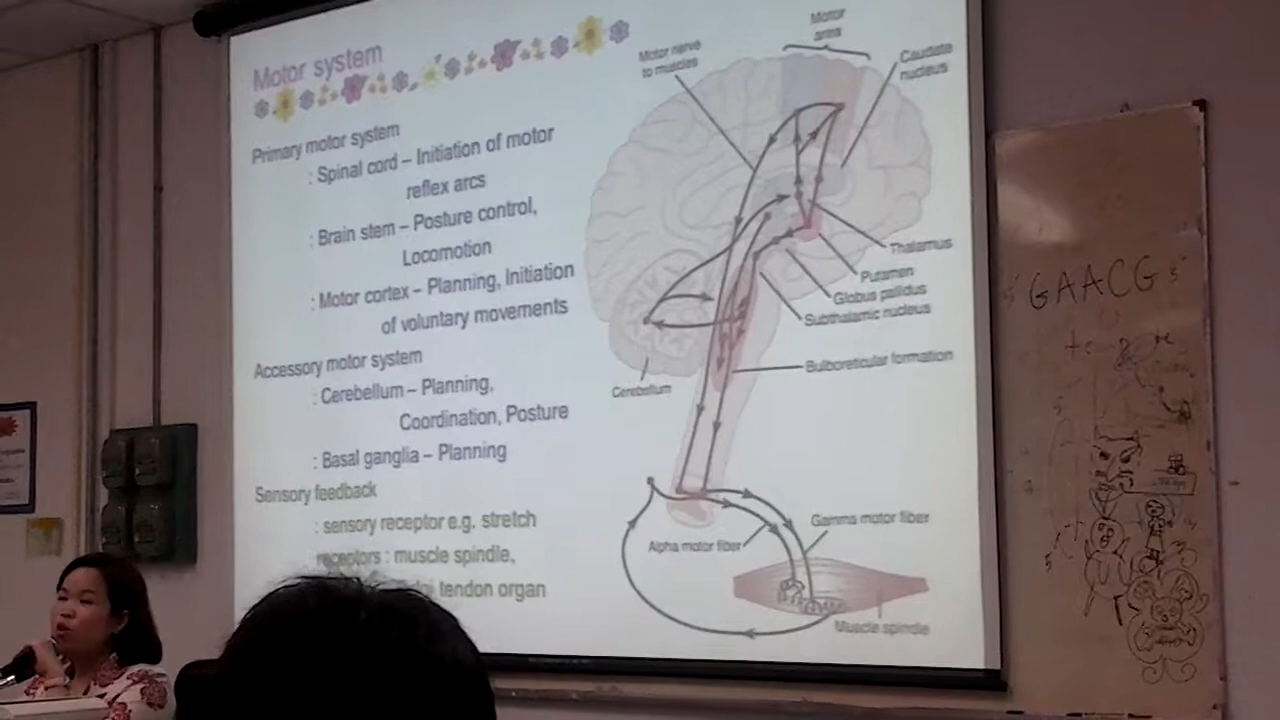 Motor system
Primary motor system
: Spinal cord – Initiation of motor
reflex arcs
: Brain stem – Posture control,
Locomotion
: Motor cortex – Planning, Initiation
of voluntary movements
Accessory motor system
: Cerebellum – Planning,
Coordination, Posture
: Basal ganglia – Planning
Sensory feedback
: sensory receptor e.g. stretch
receptors : muscle spindle,
tendon organ
Motor nerve
to muscles
Motor
area
Caudate
nucleus
Thalamus
Putamen
Globus pallidus
Subthalamic nucleus
Bulboreticular formation
Cerebellum
Gamma motor fiber
Alpha motor fiber
Muscle spindle
GAACG